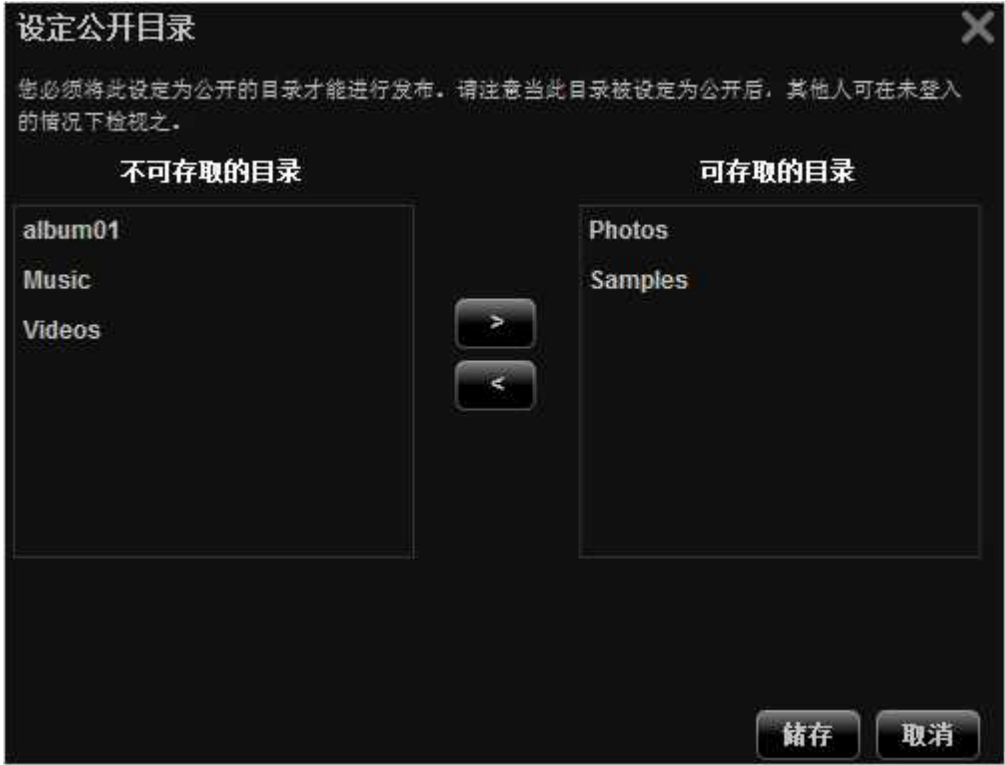 设定公开目录
您必须将此设定为公开的目录才能进行发布。请注意当此目录被设定为公开后，其他人可在未登入
的情况下检视之。
不可存取的目录
可存取的目录
album01
Music
Videos
Photos
Samples
>
<
储存
取消